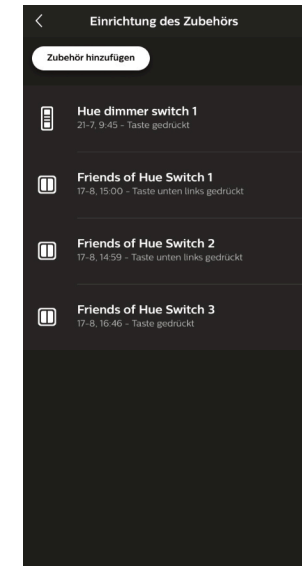 Einrichtung des Zubehörs
Zubehör hinzufügen
Hue dimmer switch 1
21-7, 9:45 - Taste gedrückt
Friends of Hue Switch 1
17-8, 15:00 - Taste unten links gedrückt
Friends of Hue Switch 2
17-8, 14:59 - Taste unten links gedrückt
Friends of Hue Switch 3
17-8, 16:46 - Taste gedrückt